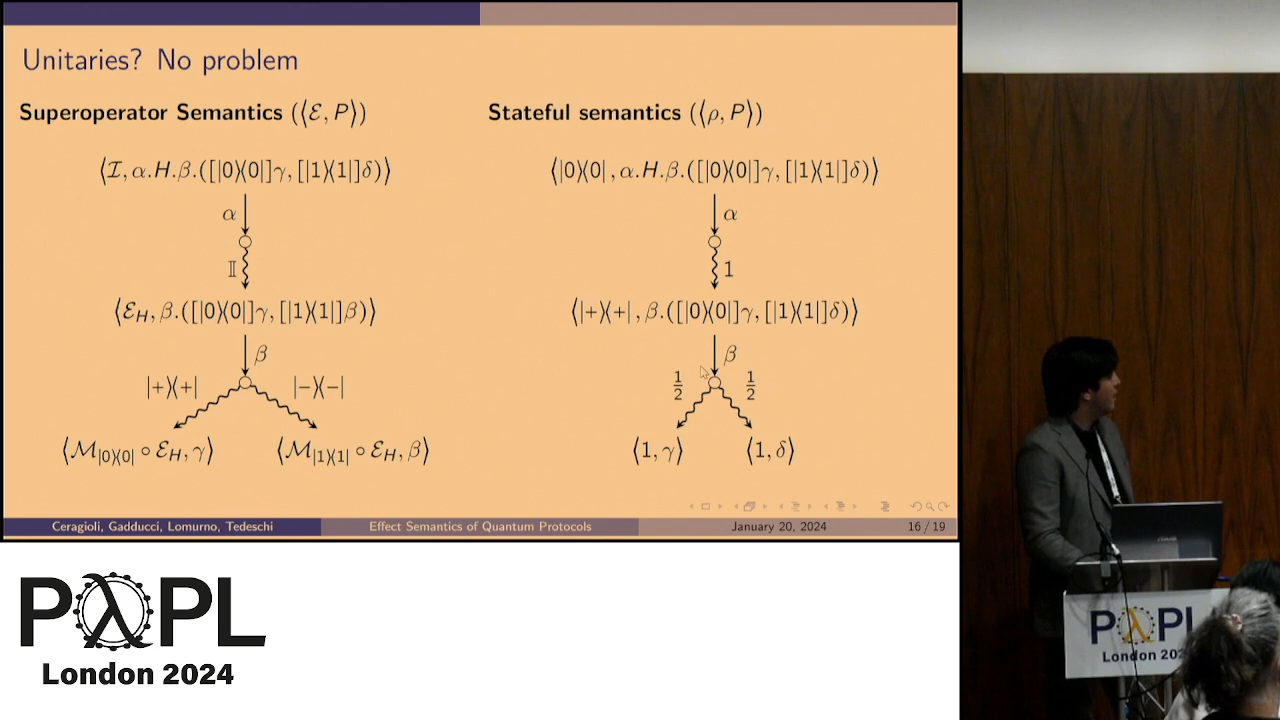 Unitaries? No problem
Superoperator Semantics (⟨ℰ, P⟩)
⟨ℐ, α.H.β.([|0⟩⟨0|]γ, [|1⟩⟨1|]δ)⟩
α
𝕀
⟨ℰ_H, β.([|0⟩⟨0|]γ, [|1⟩⟨1|]β)⟩
β
|+⟩⟨+| |−⟩⟨−|
⟨ℳ_|0⟩⟨0| ∘ ℰ_H, γ⟩ ⟨ℳ_|1⟩⟨1| ∘ ℰ_H, β⟩
Stateful semantics (⟨ρ, P⟩)
⟨|0⟩⟨0|, α.H.β.([|0⟩⟨0|]γ, [|1⟩⟨1|]δ)⟩
α
1
⟨|+⟩⟨+|, β.([|0⟩⟨0|]γ, [|1⟩⟨1|]δ)⟩
β
1/2 1/2
⟨1, γ⟩ ⟨1, δ⟩
Ceragioli, Gadducci, Lomurno, Tedeschi Effect Semantics of Quantum Protocols January 20, 2024 16 / 19
PλPL
London 2024
PλPL
London 202